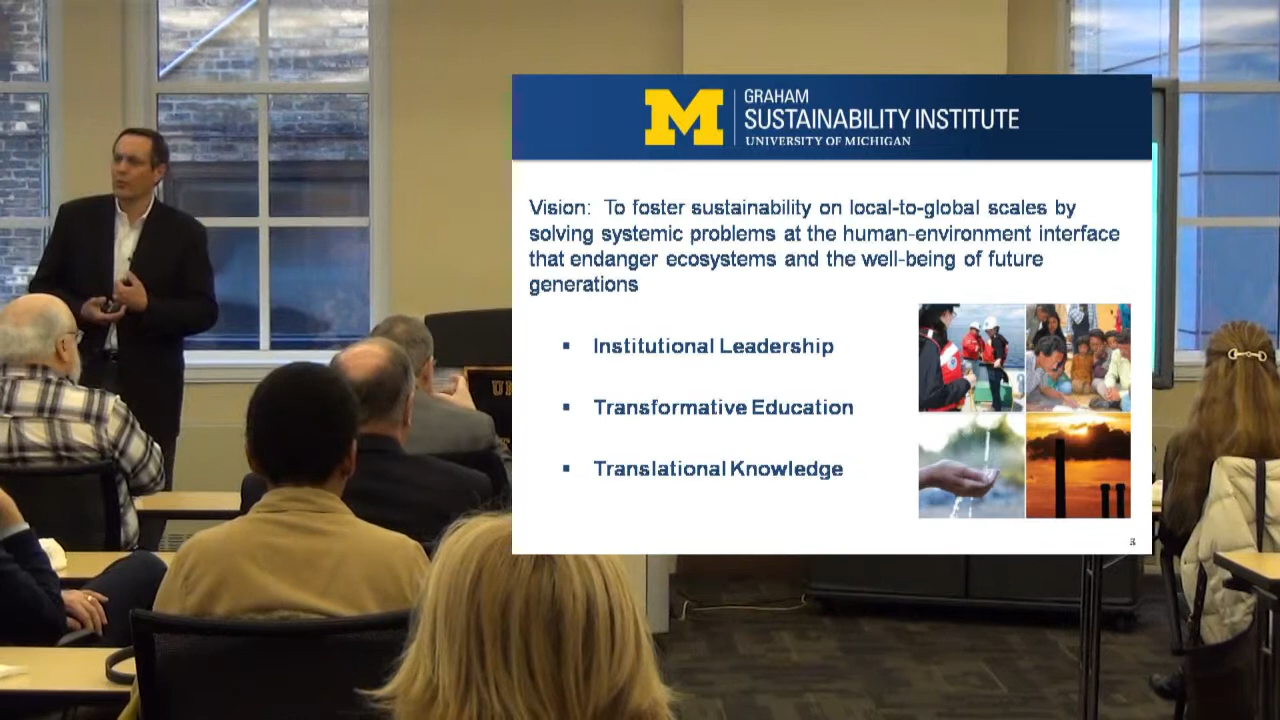 M
GRAHAM
SUSTAINABILITY INSTITUTE
UNIVERSITY OF MICHIGAN
Vision: To foster sustainability on local-to-global scales by
solving systemic problems at the human-environment interface
that endanger ecosystems and the well-being of future
generations
▪ Institutional Leadership
▪ Transformative Education
▪ Translational Knowledge